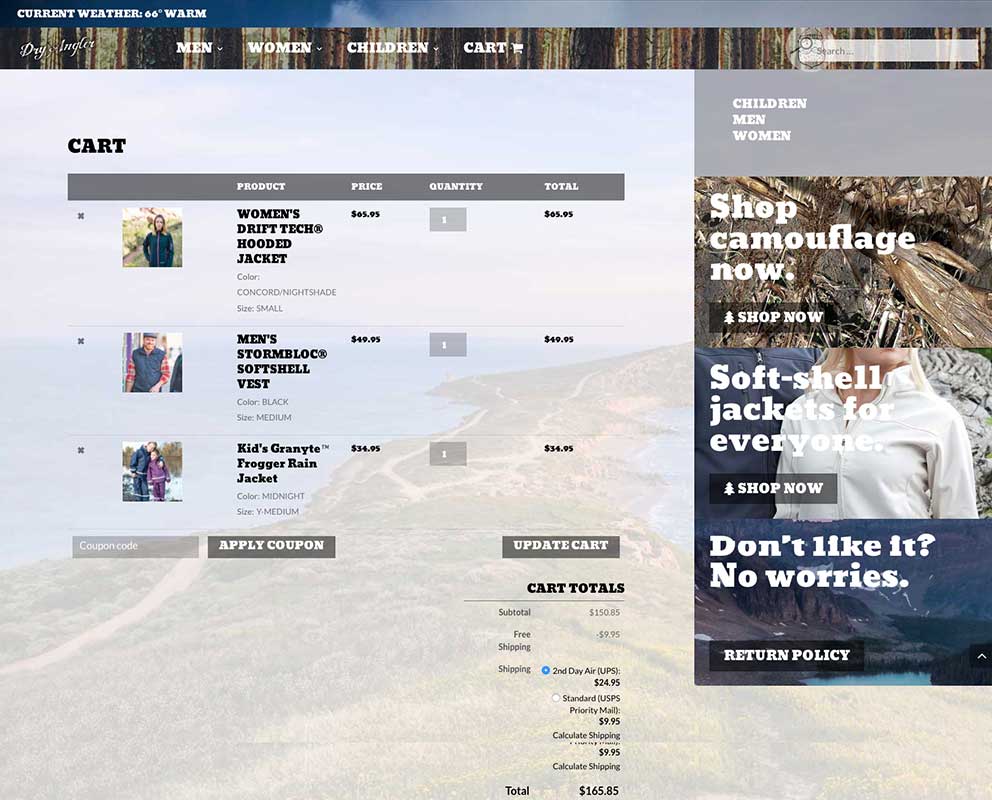 CURRENT WEATHER: 66° WARM
Dry Angler
MEN
WOMEN
CHILDREN
CART
Search ...
CHILDREN
MEN
WOMEN
CART
PRODUCT PRICE QUANTITY TOTAL
WOMEN'S $65.95 1 $65.95
DRIFT TECH®
HOODED
JACKET
Color:
CONCORD/NIGHTSHADE
Size: SMALL
MEN'S $49.95 1 $49.95
STORMBLOC®
SOFTSHELL
VEST
Color: BLACK
Size: MEDIUM
Kid's Granyte™ $34.95 1 $34.95
Frogger Rain
Jacket
Color: MIDNIGHT
Size: Y-MEDIUM
Coupon code
APPLY COUPON
UPDATE CART
CART TOTALS
Subtotal $150.85
Free -$9.95
Shipping
Shipping 2nd Day Air (UPS):
$24.95
Standard (USPS
Priority Mail):
$9.95
Calculate Shipping
Priority Mail):
$9.95
Calculate Shipping
Total $165.85
Shop
camouflage
now.
SHOP NOW
Soft-shell
jackets for
everyone.
SHOP NOW
Don't like it?
No worries.
RETURN POLICY